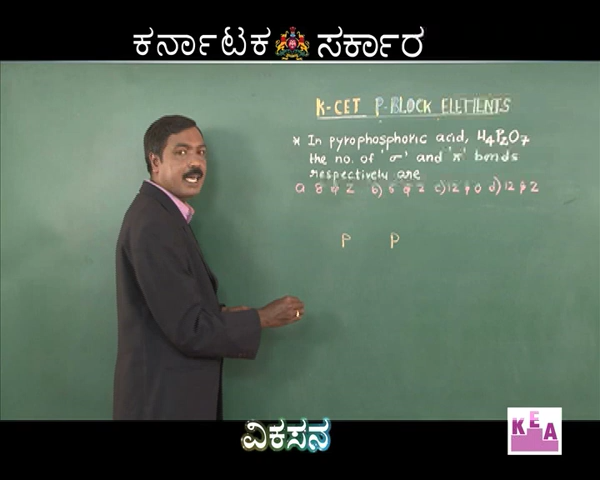 ಕರ್ನಾಟಕ ಸರ್ಕಾರ
K-CET P-BLOCK ELEMENTS
* In pyrophosphoric acid, H4P2O7
the no. of 'σ' and 'π' bonds
respectively are
a 8 & 2 b) 6 & 2 c) 12 & 0 d) 12 & 2
P P
ವಿಕಸನ
KEA